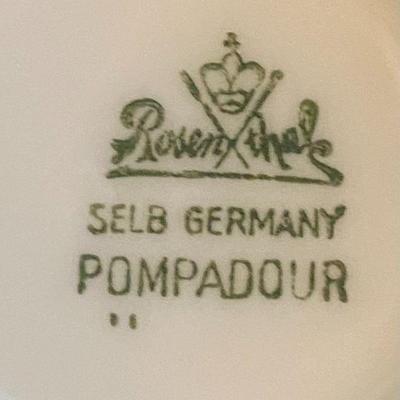 Rosenthal
SELB GERMANY
POMPADOUR